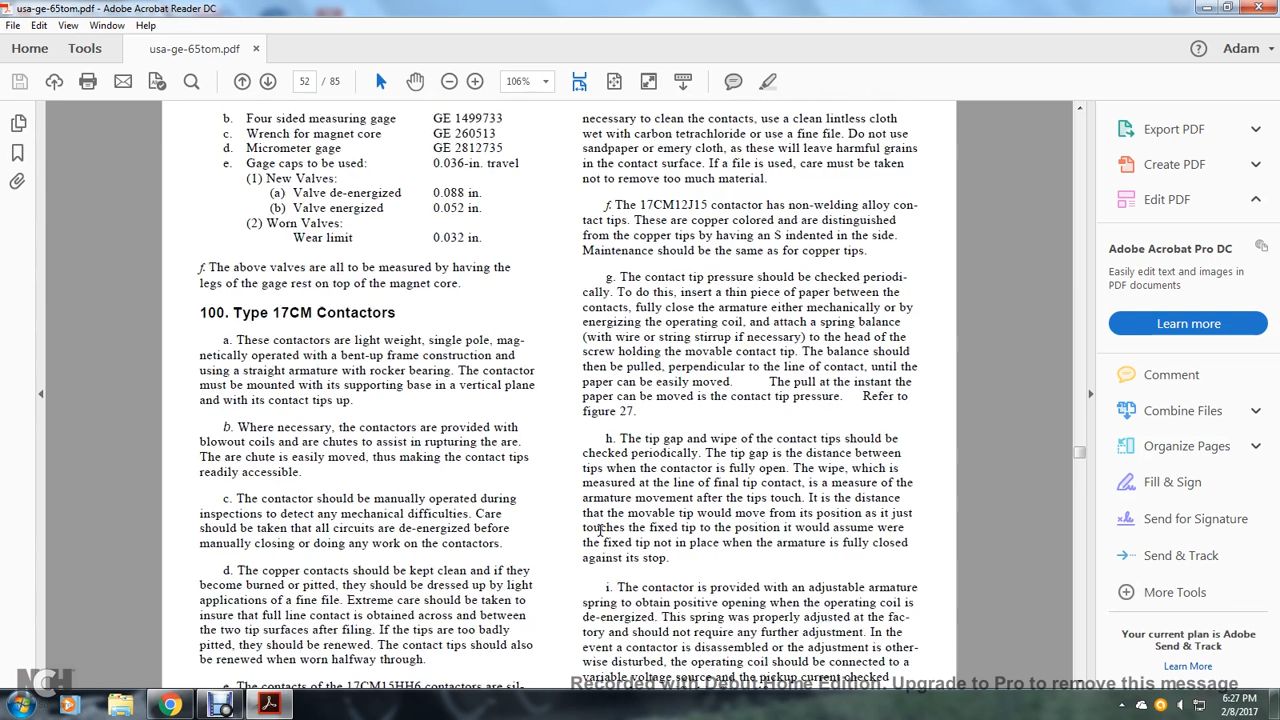 usa-ge-65tom.pdf - Adobe Acrobat Reader DC
File Edit View Window Help
Home Tools usa-ge-65tom.pdf × Adam
52 / 85 106%
b. Four sided measuring gage GE 1499733
c. Wrench for magnet core GE 260513
d. Micrometer gage GE 2812735
e. Gage caps to be used: 0.036-in. travel
(1) New Valves:
(a) Valve de-energized 0.088 in.
(b) Valve energized 0.052 in.
(2) Worn Valves:
Wear limit 0.032 in.
f. The above valves are all to be measured by having the
legs of the gage rest on top of the magnet core.
100. Type 17CM Contactors
a. These contactors are light weight, single pole, mag-
netically operated with a bent-up frame construction and
using a straight armature with rocker bearing. The contactor
must be mounted with its supporting base in a vertical plane
and with its contact tips up.
b. Where necessary, the contactors are provided with
blowout coils and are chutes to assist in rupturing the are.
The are chute is easily moved, thus making the contact tips
readily accessible.
c. The contactor should be manually operated during
inspections to detect any mechanical difficulties. Care
should be taken that all circuits are de-energized before
manually closing or doing any work on the contactors.
d. The copper contacts should be kept clean and if they
become burned or pitted, they should be dressed up by light
applications of a fine file. Extreme care should be taken to
insure that full line contact is obtained across and between
the two tip surfaces after filing. If the tips are too badly
pitted, they should be renewed. The contact tips should also
be renewed when worn halfway through.
e. The contacts of the 17CM15HH6 contactors are sil-
necessary to clean the contacts, use a clean lintless cloth
wet with carbon tetrachloride or use a fine file. Do not use
sandpaper or emery cloth, as these will leave harmful grains
in the contact surface. If a file is used, care must be taken
not to remove too much material.
f. The 17CM12J15 contactor has non-welding alloy con-
tact tips. These are copper colored and are distinguished
from the copper tips by having an S indented in the side.
Maintenance should be the same as for copper tips.
g. The contact tip pressure should be checked periodi-
cally. To do this, insert a thin piece of paper between the
contacts, fully close the armature either mechanically or by
energizing the operating coil, and attach a spring balance
(with wire or string stirrup if necessary) to the head of the
screw holding the movable contact tip. The balance should
then be pulled, perpendicular to the line of contact, until the
paper can be easily moved. The pull at the instant the
paper can be moved is the contact tip pressure. Refer to
figure 27.
h. The tip gap and wipe of the contact tips should be
checked periodically. The tip gap is the distance between
tips when the contactor is fully open. The wipe, which is
measured at the line of final tip contact, is a measure of the
armature movement after the tips touch. It is the distance
that the movable tip would move from its position as it just
touches the fixed tip to the position it would assume were
the fixed tip not in place when the armature is fully closed
against its stop.
i. The contactor is provided with an adjustable armature
spring to obtain positive opening when the operating coil is
de-energized. This spring was properly adjusted at the fac-
tory and should not require any further adjustment. In the
event a contactor is disassembled or the adjustment is other-
wise disturbed, the operating coil should be connected to a
variable voltage source and the pickup current checked
Export PDF
Create PDF
Edit PDF
Adobe Acrobat Pro DC
Easily edit text and images in
PDF documents
Learn more
Comment
Combine Files
Organize Pages
Fill & Sign
Send for Signature
Send & Track
More Tools
Your current plan is Adobe
Send
Learn More
NCH
Recorded with Debut Home Edition. Upgrade to Pro to remove this message
6:27 PM
2/8/2017